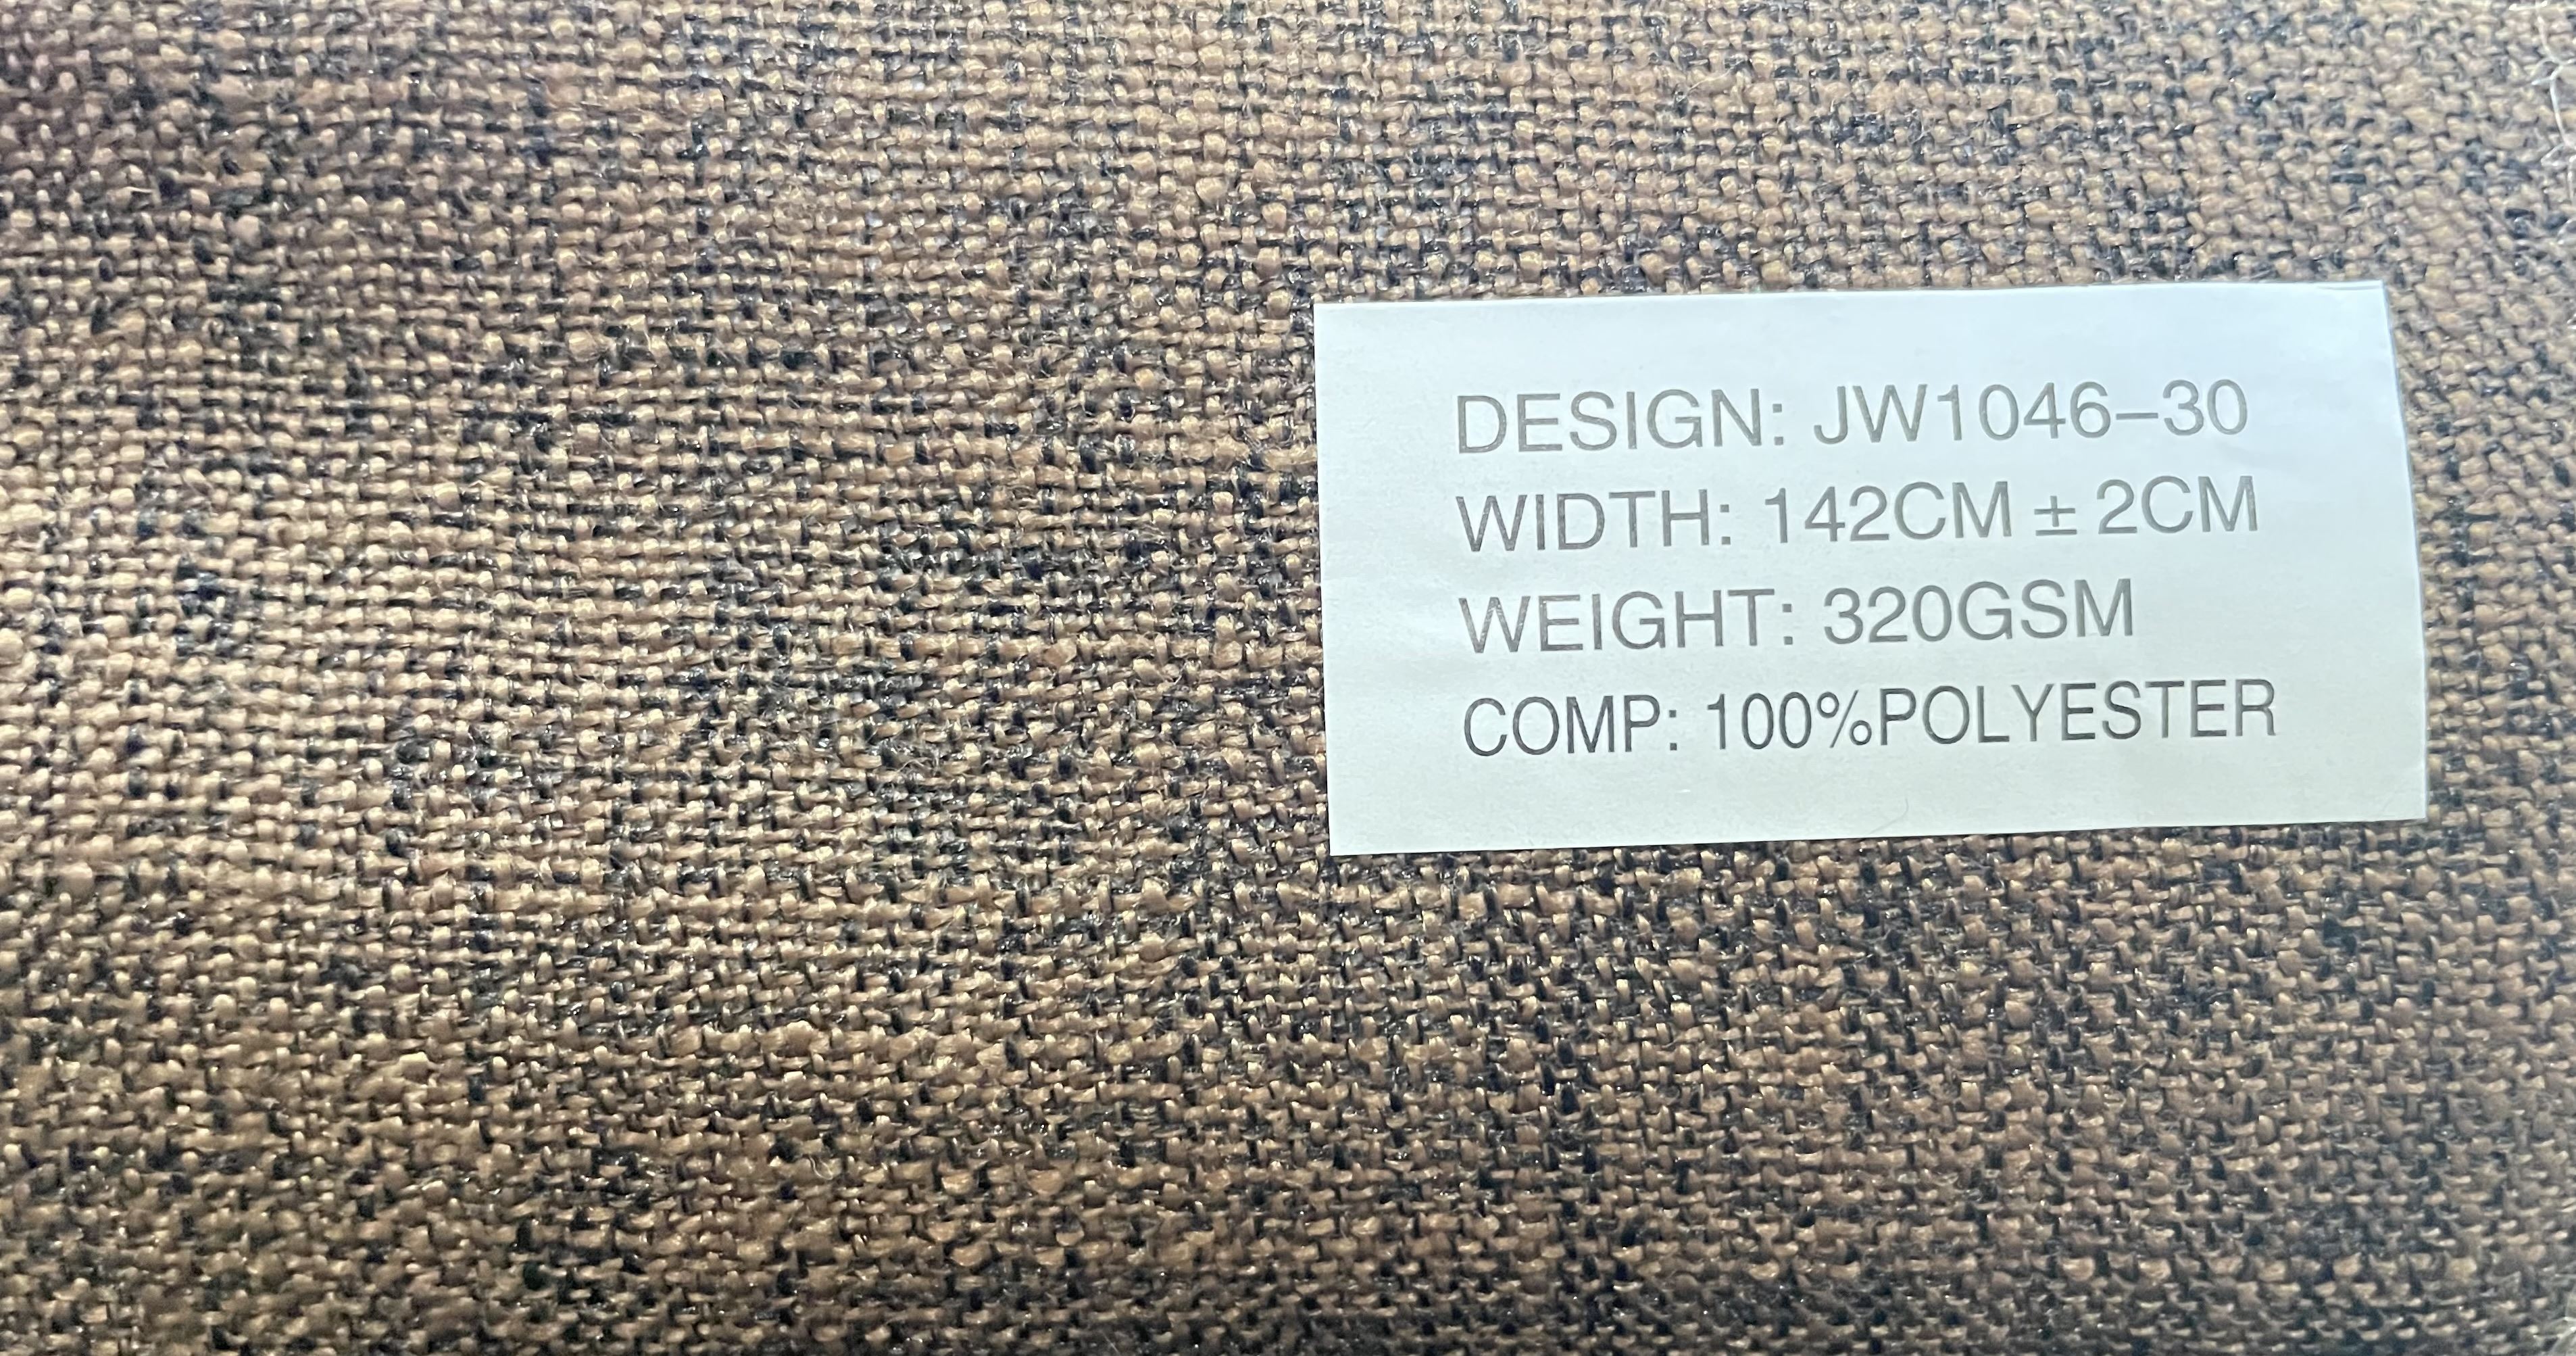 DESIGN: JW1046-30
WIDTH: 142CM ± 2CM
WEIGHT: 320GSM
COMP: 100%POLYESTER